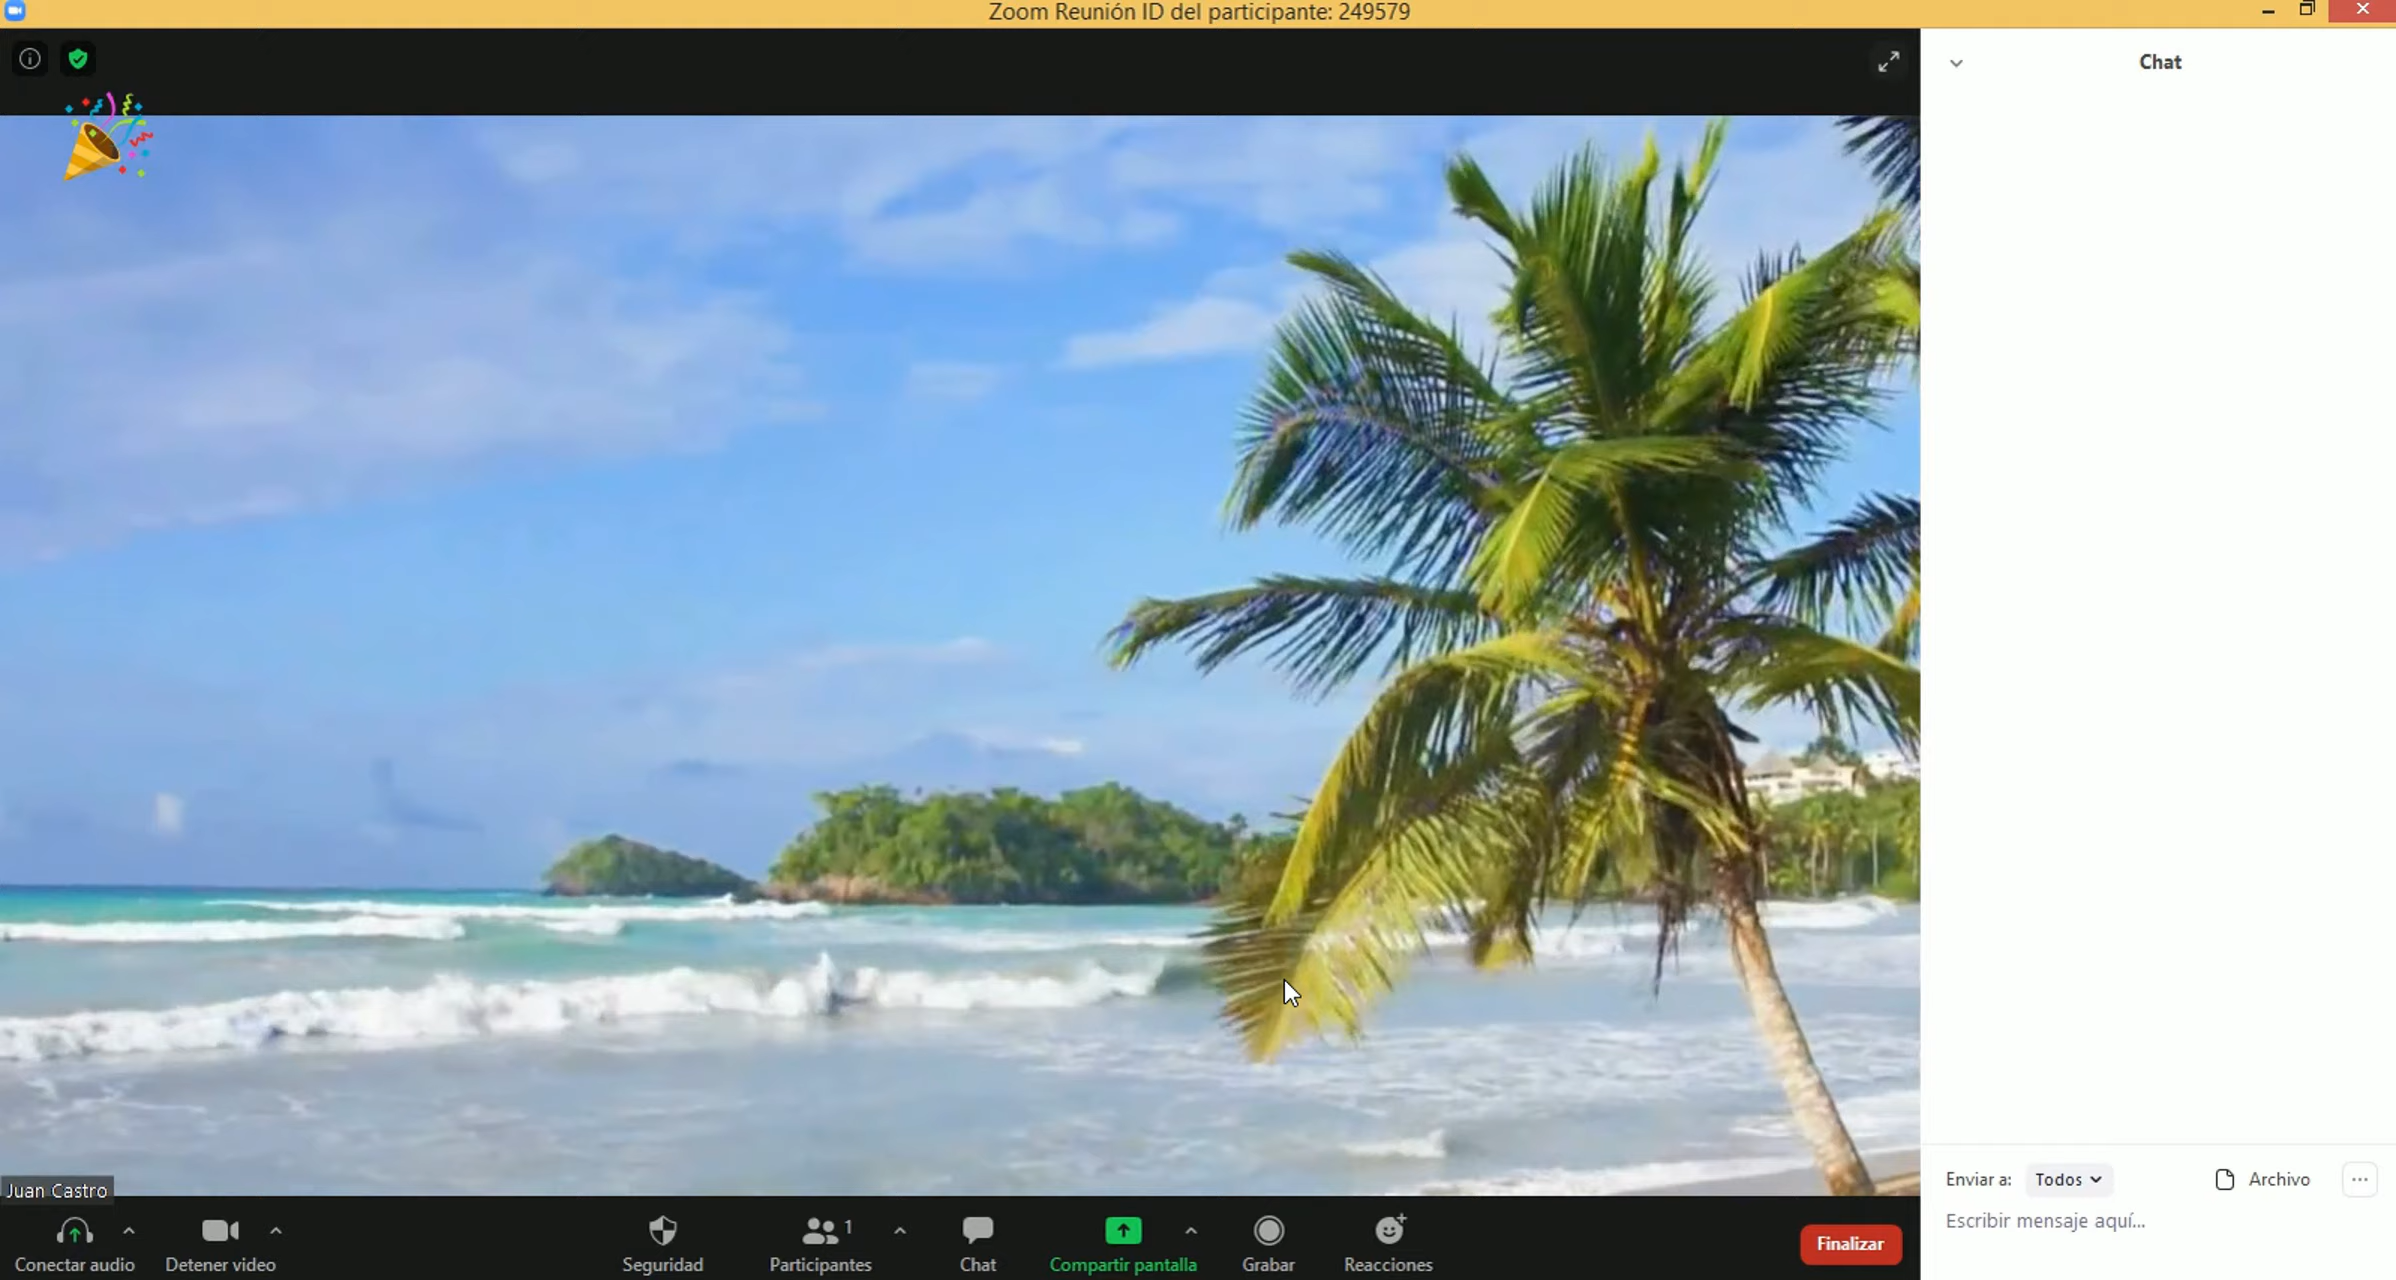 Zoom Reunión ID del participante: 249579
Chat
Juan Castro
Enviar a: Todos Archivo
Escribir mensaje aquí...
Conectar audio Detener video Seguridad Participantes 1 Chat Compartir pantalla Grabar Reacciones Finalizar